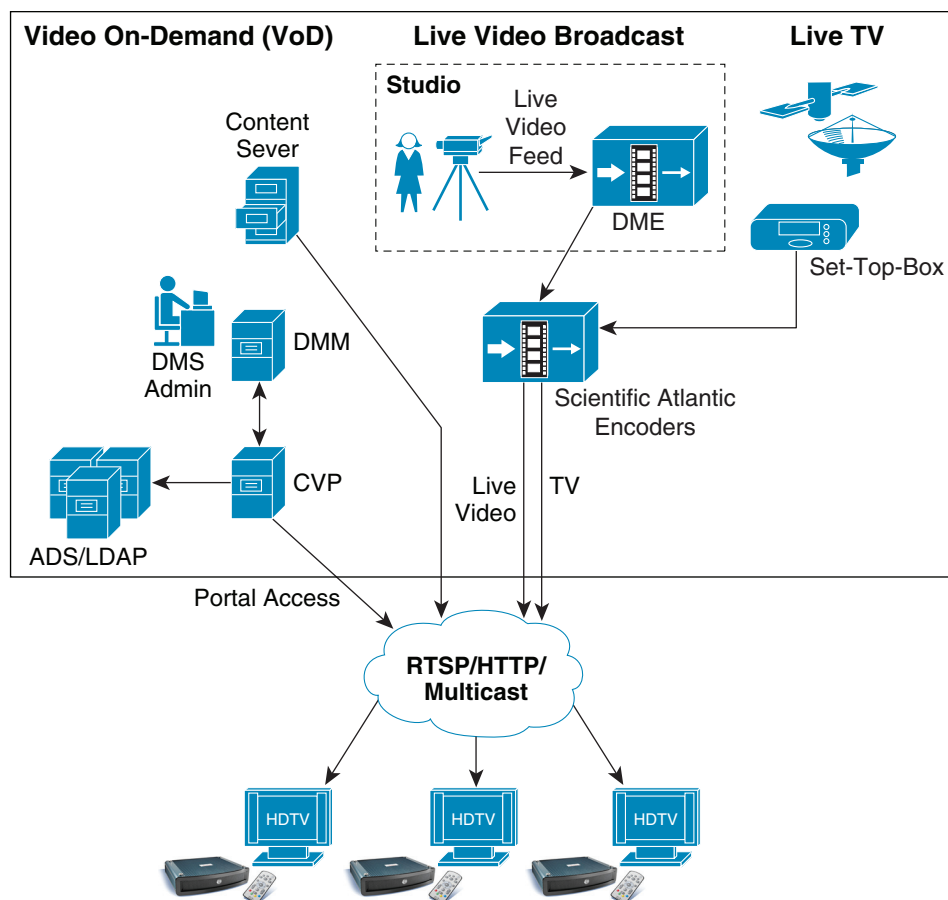 Video On-Demand (VoD)
Live Video Broadcast
Live TV
Studio
Live
Video
Feed
Content
Sever
DME
Set-Top-Box
DMS
Admin
DMM
Scientific Atlantic
Encoders
CVP
ADS/LDAP
Live
Video
TV
Portal Access
RTSP/HTTP/
Multicast
HDTV
HDTV
HDTV